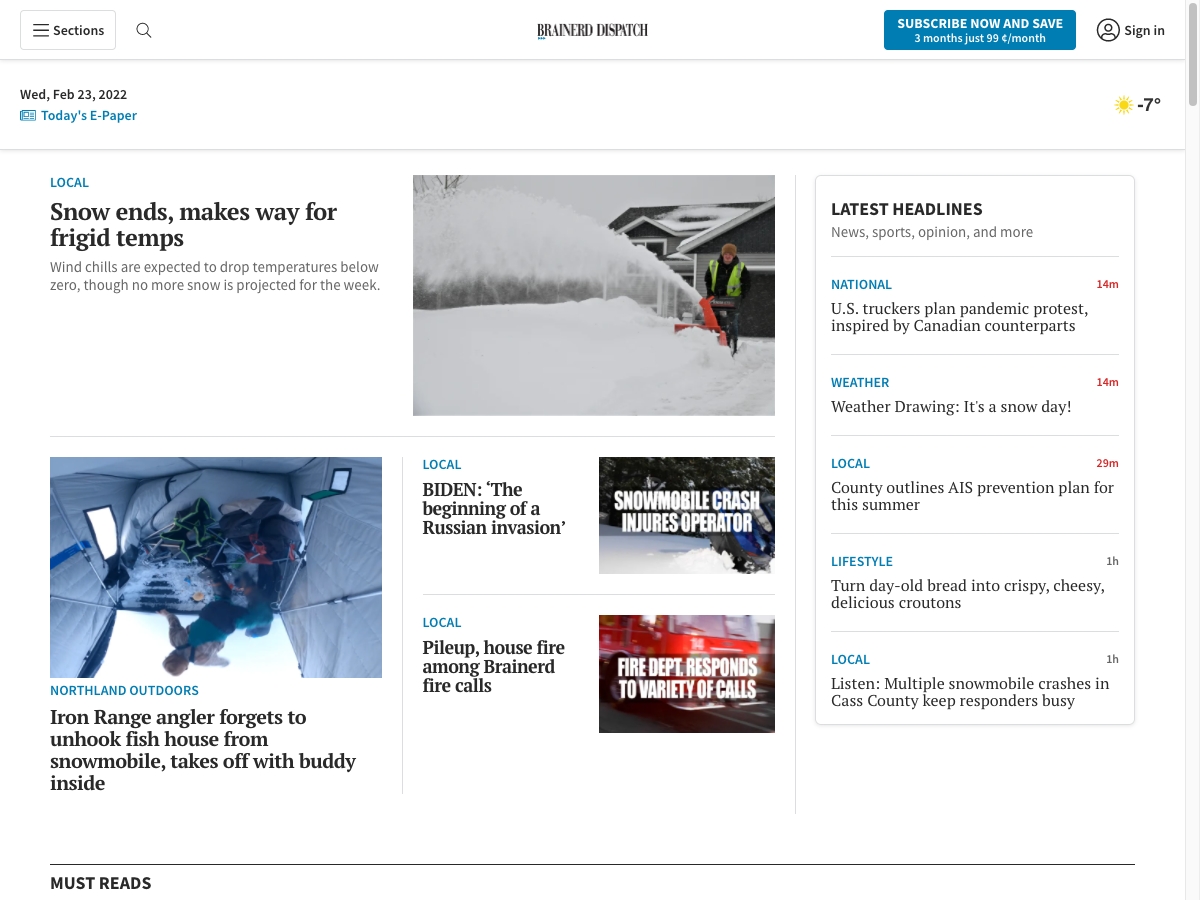 Sections
BRAINERD DISPATCH
SUBSCRIBE NOW AND SAVE
3 months just 99 ¢/month
Sign in
Wed, Feb 23, 2022
Today's E-Paper
-7°
LOCAL
Snow ends, makes way for
frigid temps
Wind chills are expected to drop temperatures below
zero, though no more snow is projected for the week.
NORTHLAND OUTDOORS
Iron Range angler forgets to
unhook fish house from
snowmobile, takes off with buddy
inside
LOCAL
BIDEN: ‘The
beginning of a
Russian invasion’
SNOWMOBILE CRASH
INJURES OPERATOR
LOCAL
Pileup, house fire
among Brainerd
fire calls
FIRE DEPT. RESPONDS
TO VARIETY OF CALLS
LATEST HEADLINES
News, sports, opinion, and more
NATIONAL 14m
U.S. truckers plan pandemic protest,
inspired by Canadian counterparts
WEATHER 14m
Weather Drawing: It's a snow day!
LOCAL 29m
County outlines AIS prevention plan for
this summer
LIFESTYLE 1h
Turn day-old bread into crispy, cheesy,
delicious croutons
LOCAL 1h
Listen: Multiple snowmobile crashes in
Cass County keep responders busy
MUST READS